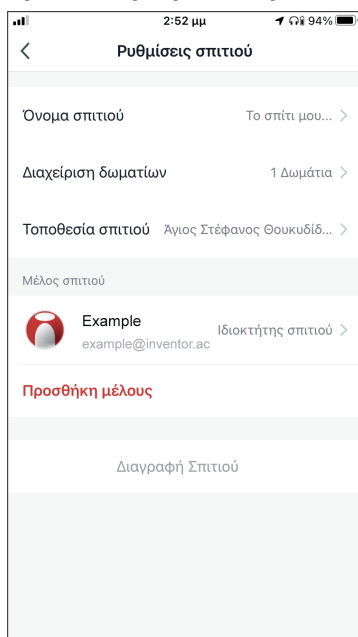 2:52 μμ 94%
Ρυθμίσεις σπιτιού
Όνομα σπιτιού Το σπίτι μου...
Διαχείριση δωματίων 1 Δωμάτια
Τοποθεσία σπιτιού Άγιος Στέφανος Θουκυδίδ...
Μέλος σπιτιού
Example
example@inventor.ac
Ιδιοκτήτης σπιτιού
Προσθήκη μέλους
Διαγραφή Σπιτιού